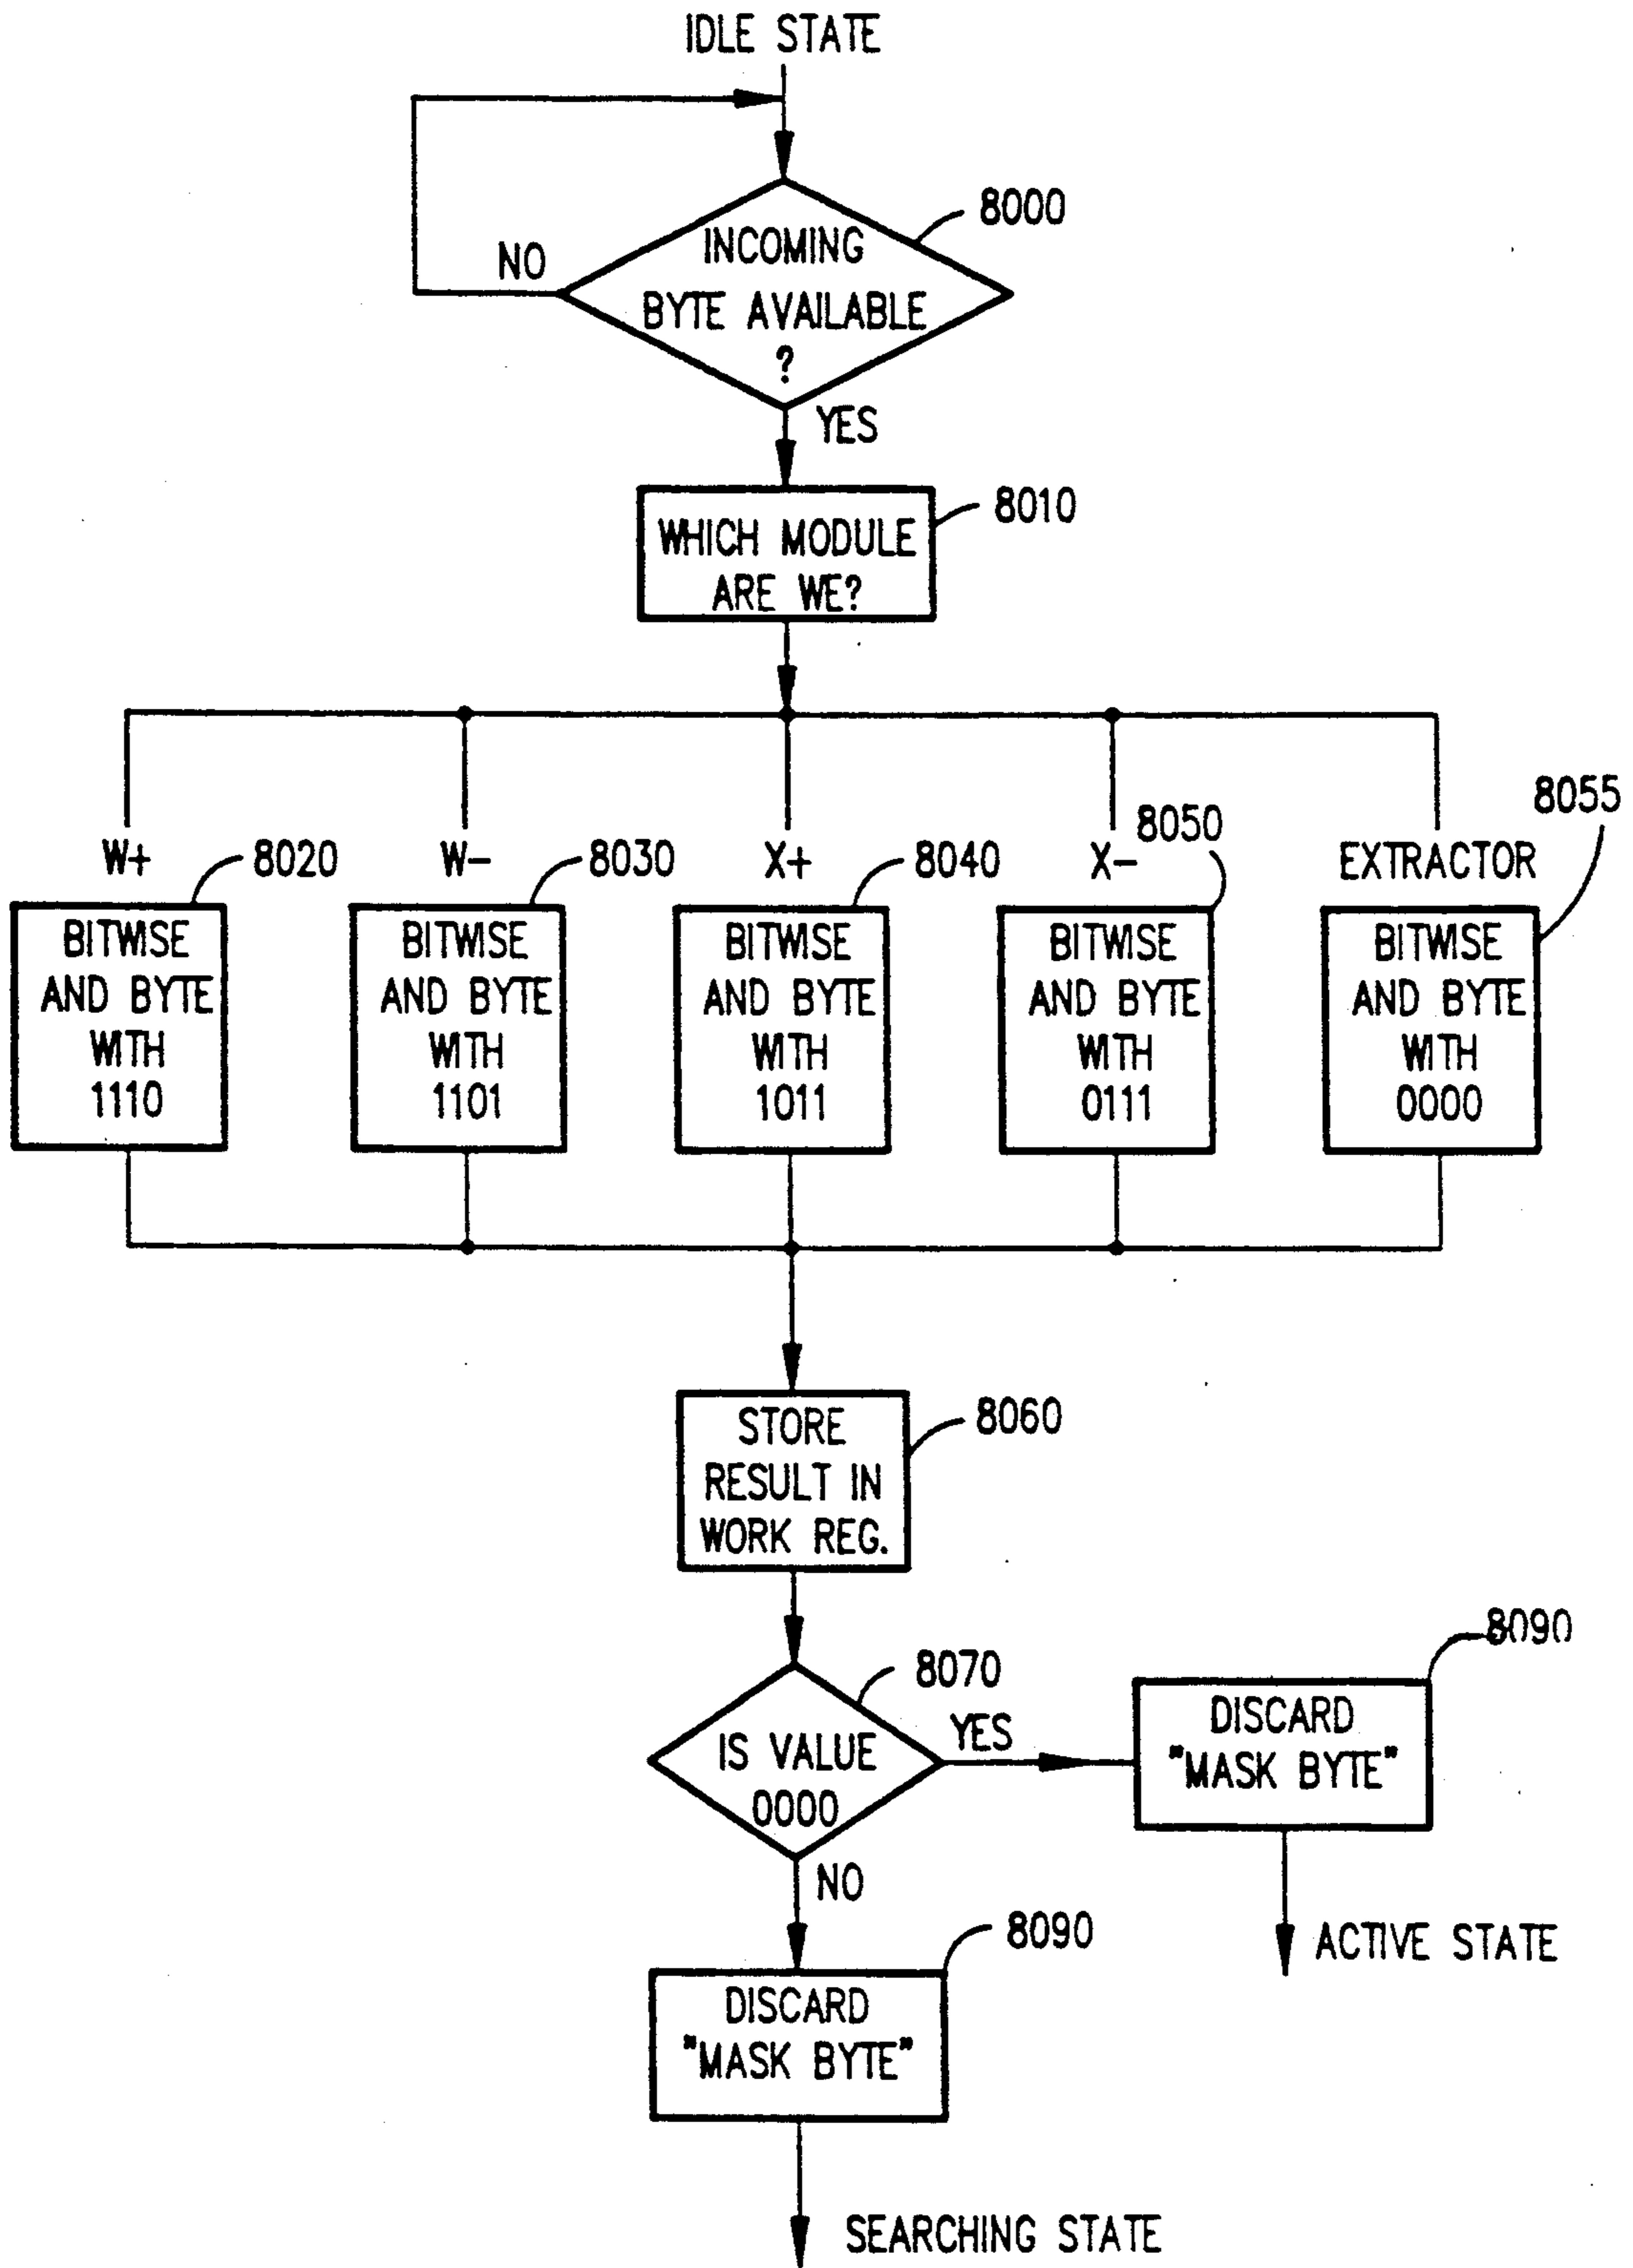 IDLE STATE
8000
INCOMING
BYTE AVAILABLE
?
NO
YES
8010
WHICH MODULE
ARE WE?
W+
8020
W-
8030
X+
8040
X-
8050
EXTRACTOR
8055
BITWISE
AND BYTE
WITH
1110
BITWISE
AND BYTE
WITH
1101
BITWISE
AND BYTE
WITH
1011
BITWISE
AND BYTE
WITH
0111
BITWISE
AND BYTE
WITH
0000
STORE
RESULT IN
WORK REG.
8060
8070
IS VALUE
0000
YES
8090
DISCARD
"MASK BYTE"
ACTIVE STATE
NO
8090
DISCARD
"MASK BYTE"
SEARCHING STATE